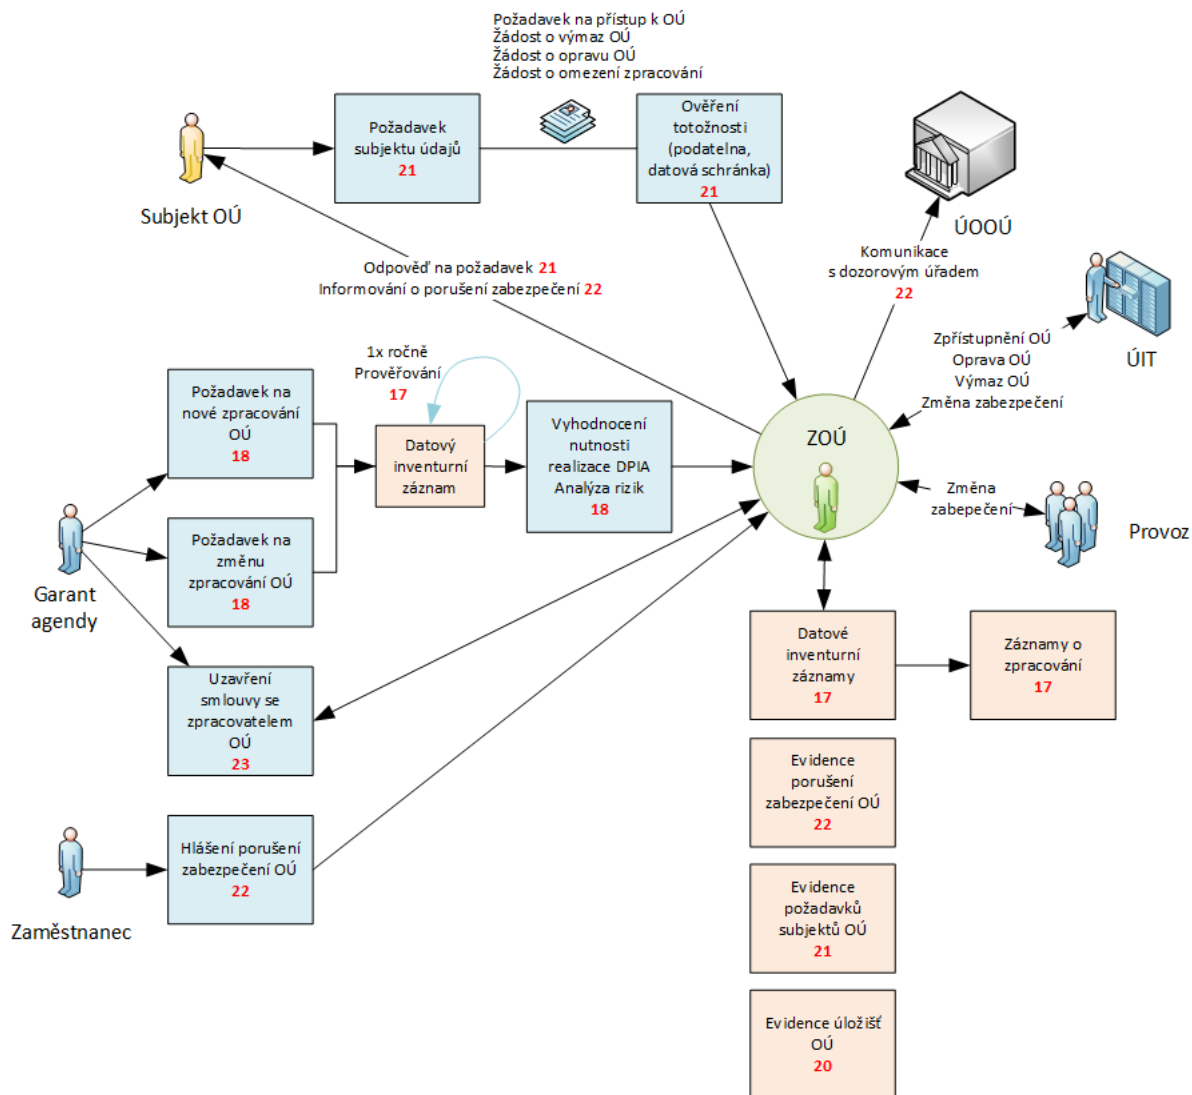 Požadavek na přístup k OÚ
Žádost o výmaz OÚ
Žádost o opravu OÚ
Žádost o omezení zpracování
Požadavek
subjektu údajů
21
Ověření
totožnosti
(podatelna,
datová schránka)
21
Subjekt OÚ
ÚOOÚ
Komunikace
s dozorovým úřadem
22
Odpověď na požadavek 21
Informování o porušení zabezpečení 22
Zpřístupnění OÚ
Oprava OÚ
Výmaz OÚ
Změna zabezpečení
ÚIT
1x ročně
Prověřování
17
Požadavek na
nové zpracování
OÚ
18
Datový
inventurní
záznam
Vyhodnocení
nutnosti
realizace DPIA
Analýza rizik
18
ZOÚ
Změna
zabepečení
Provoz
Požadavek na
změnu
zpracování OÚ
18
Garant
agendy
Uzavření
smlouvy se
zpracovatelem
OÚ
23
Datové
inventurní
záznamy
17
Záznamy o
zpracování
17
Evidence
porušení
zabezpečení OÚ
22
Hlášení porušení
zabezpečení OÚ
22
Zaměstnanec
Evidence
požadavků
subjektů OÚ
21
Evidence úložišť
OÚ
20